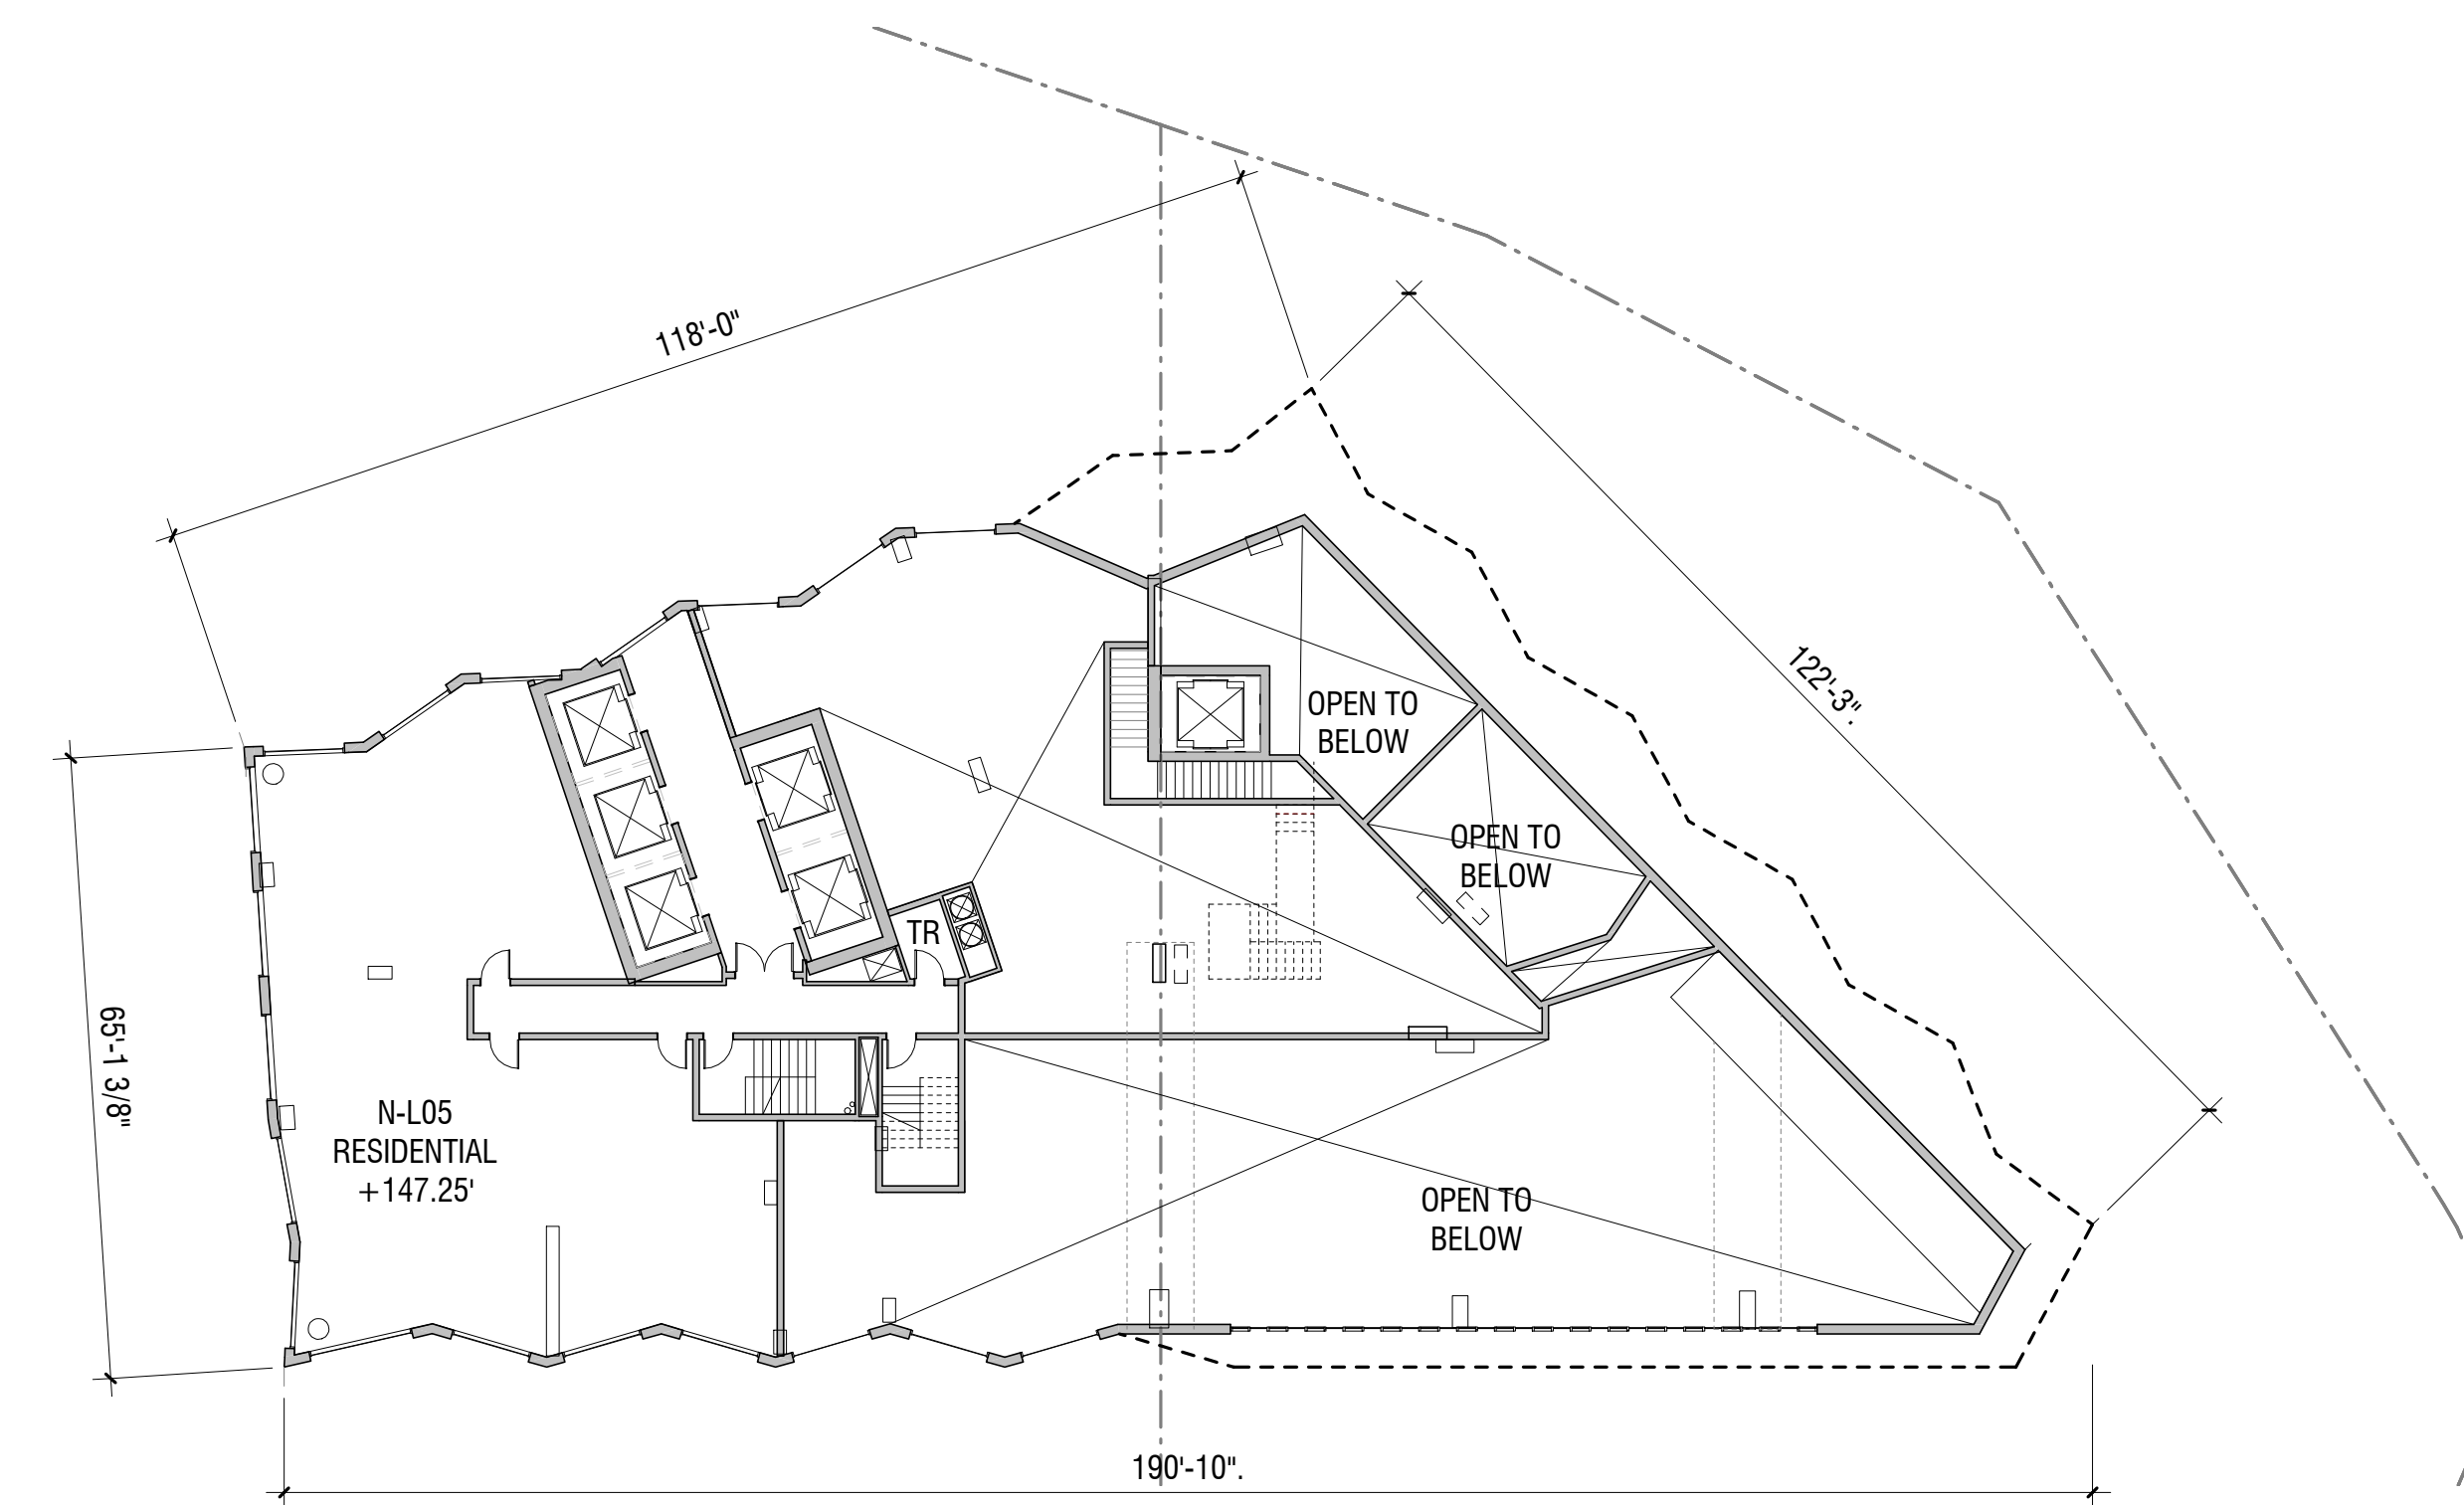 118'-0"
122'-3".
OPEN TO
BELOW
OPEN TO
BELOW
TR
65'-1 3/8"
N-L05
RESIDENTIAL
+147.25'
OPEN TO
BELOW
190'-10".